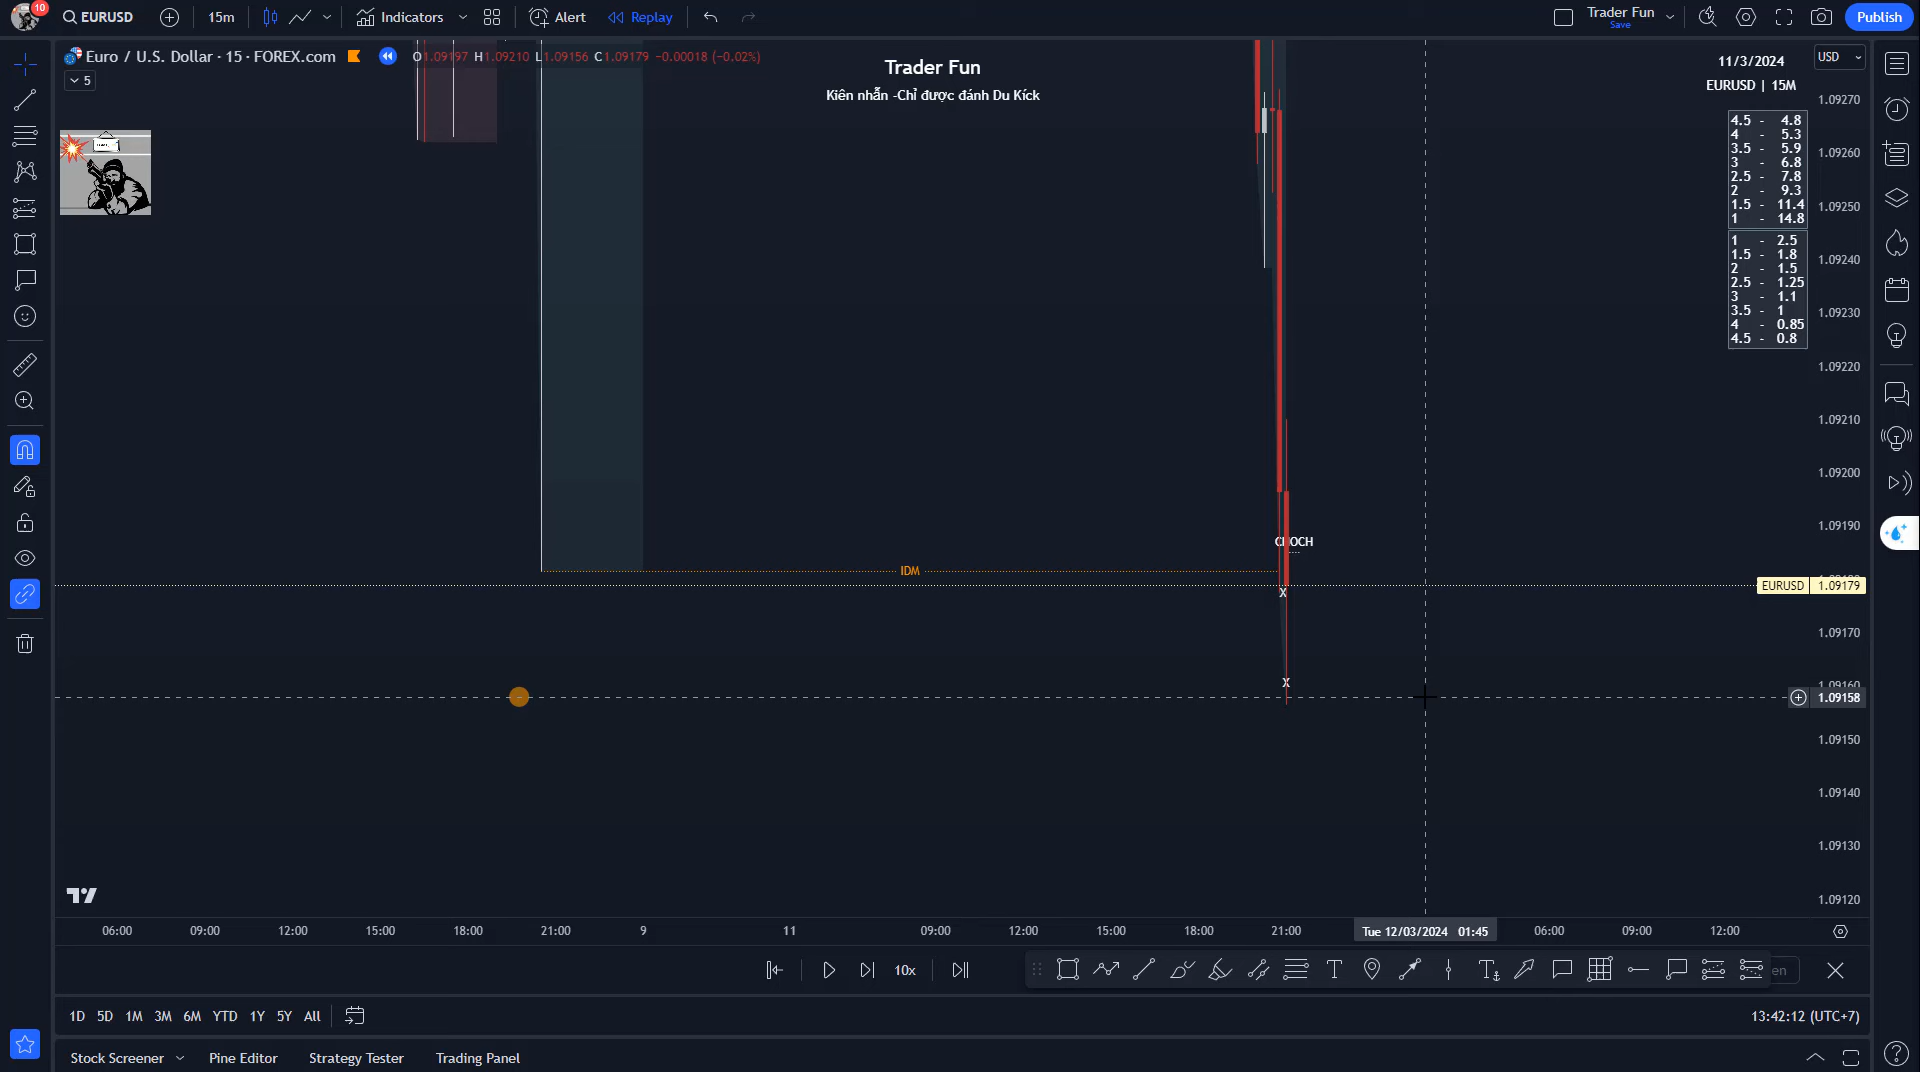 10
EURUSD
15m
Indicators
Alert
Replay
Trader Fun
Save
Publish
Euro / U.S. Dollar · 15 · FOREX.com
O1.09197 H1.09210 L1.09156 C1.09179 −0.00018 (−0.02%)
5
Trader Fun
Kiên nhẫn -Chỉ được đánh Du Kích
11/3/2024
EURUSD | 15M
USD
4.5 - 4.8
4 - 5.3
3.5 - 5.9
3 - 6.8
2.5 - 7.8
2 - 9.3
1.5 - 11.4
1 - 14.8
1 - 2.5
1.5 - 1.8
2 - 1.5
2.5 - 1.25
3 - 1.1
3.5 - 1
4 - 0.85
4.5 - 0.8
1.09270
1.09260
1.09250
1.09240
1.09230
1.09220
1.09210
1.09200
1.09190
CHOCH
IDM
EURUSD 1.09179
X
1.09170
X
1.09160
1.09158
1.09150
1.09140
1.09130
1.09120
06:00 09:00 12:00 15:00 18:00 21:00 9 11 09:00 12:00 15:00 18:00 21:00 Tue 12/03/2024 01:45 06:00 09:00 12:00
10x
en
1D 5D 1M 3M 6M YTD 1Y 5Y All
13:42:12 (UTC+7)
Stock Screener Pine Editor Strategy Tester Trading Panel